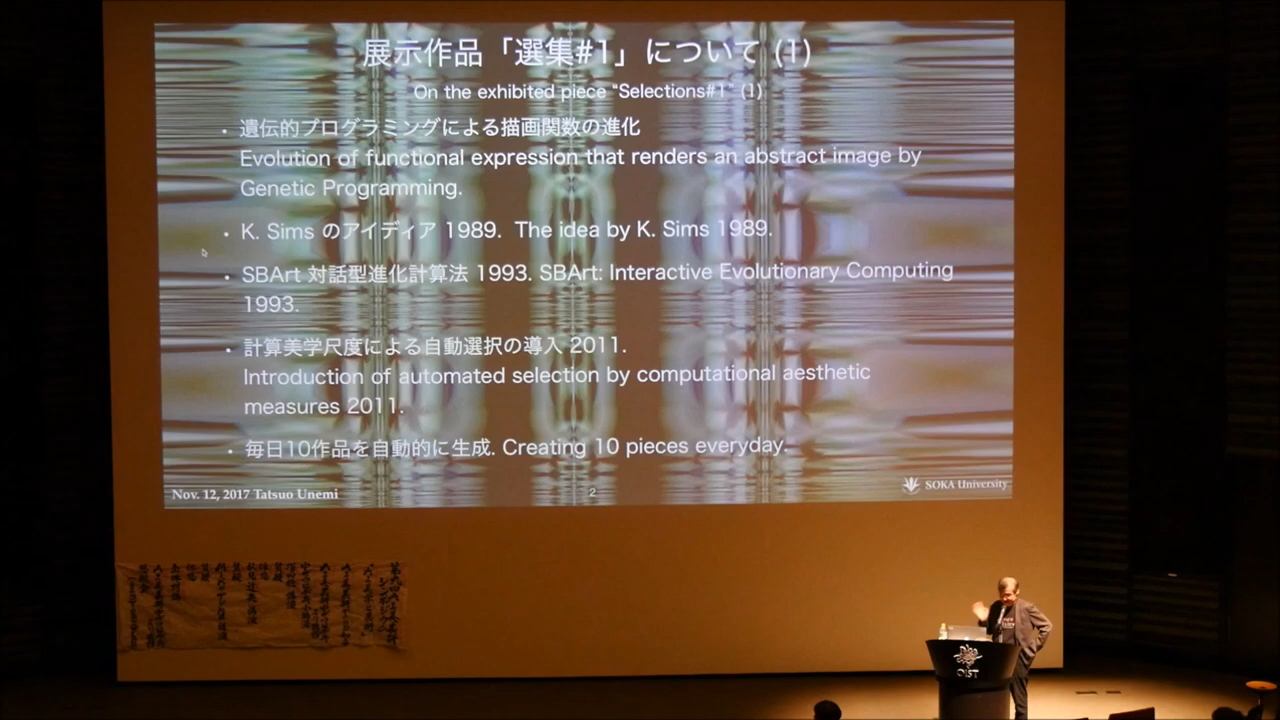 展示作品「選集#1」について (1)
On the exhibited piece “Selections#1” (1)
• 遺伝的プログラミングによる描画関数の進化
Evolution of functional expression that renders an abstract image by
Genetic Programming.
• K. Sims のアイディア 1989. The idea by K. Sims 1989.
• SBArt 対話型進化計算法 1993. SBArt: Interactive Evolutionary Computing
1993.
• 計算美学尺度による自動選択の導入 2011.
Introduction of automated selection by computational aesthetic
measures 2011.
• 毎日10作品を自動的に生成. Creating 10 pieces everyday.
Nov. 12, 2017 Tatsuo Unemi
2
SOKA University
OIST